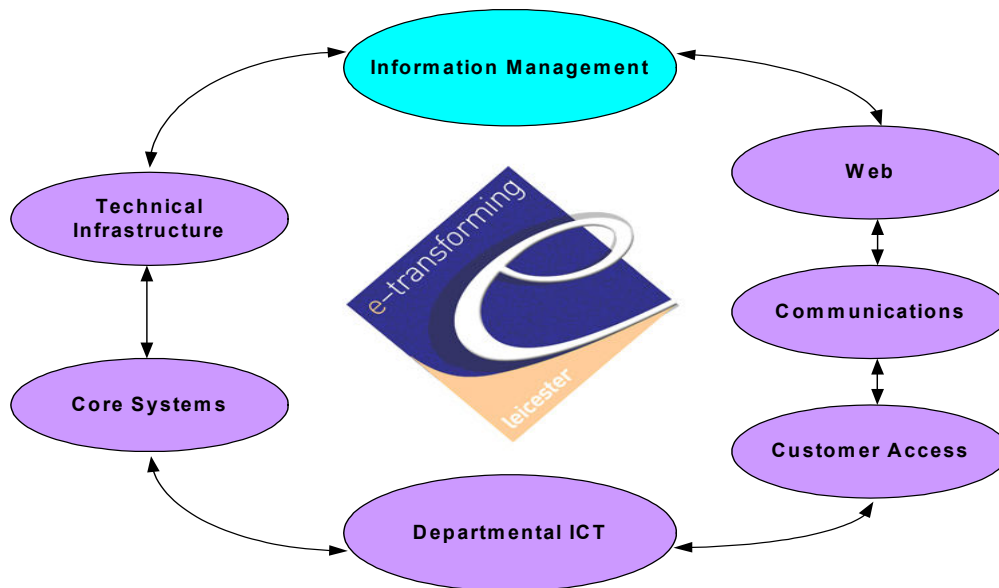 Information Management
Web
Technical
Infrastructure
e-transforming
Communications
Core Systems
leicester
Customer Access
Departmental ICT